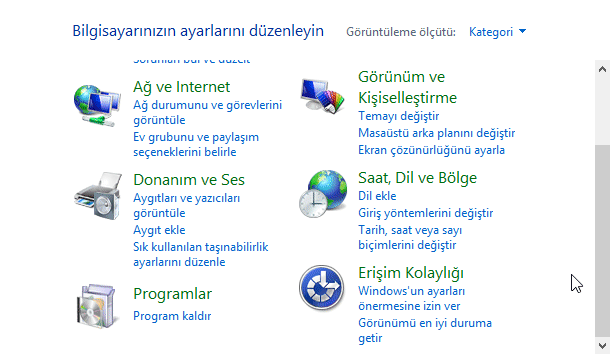 Bilgisayarınızın ayarlarını düzenleyin
Görüntüleme ölçütü: Kategori
Sorunları bul ve düzelt
Ağ ve Internet
Ağ durumunu ve görevlerini
görüntüle
Ev grubunu ve paylaşım
seçeneklerini belirle
Donanım ve Ses
Aygıtları ve yazıcıları
görüntüle
Aygıt ekle
Sık kullanılan taşınabilirlik
ayarlarını düzenle
Programlar
Program kaldır
Görünüm ve
Kişiselleştirme
Temayı değiştir
Masaüstü arka planını değiştir
Ekran çözünürlüğünü ayarla
Saat, Dil ve Bölge
Dil ekle
Giriş yöntemlerini değiştir
Tarih, saat veya sayı
biçimlerini değiştir
Erişim Kolaylığı
Windows'un ayarları
önermesine izin ver
Görünümü en iyi duruma
getir